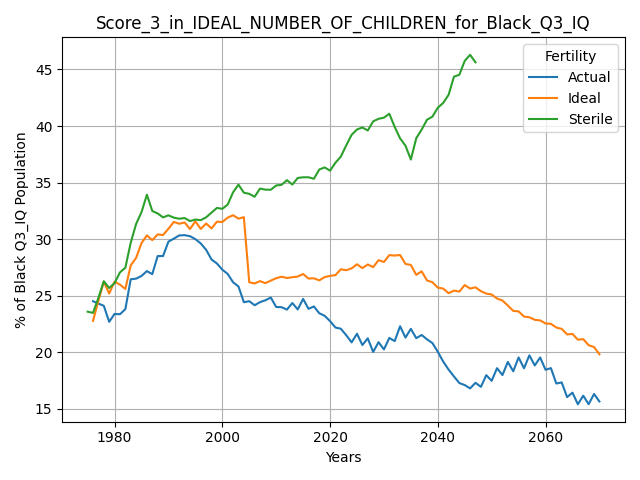 Score_3_in_IDEAL_NUMBER_OF_CHILDREN_for_Black_Q3_IQ
Fertility
Actual
Ideal
Sterile
% of Black Q3_IQ Population
45
40
35
30
25
20
15
1980
2000
2020
2040
2060
Years